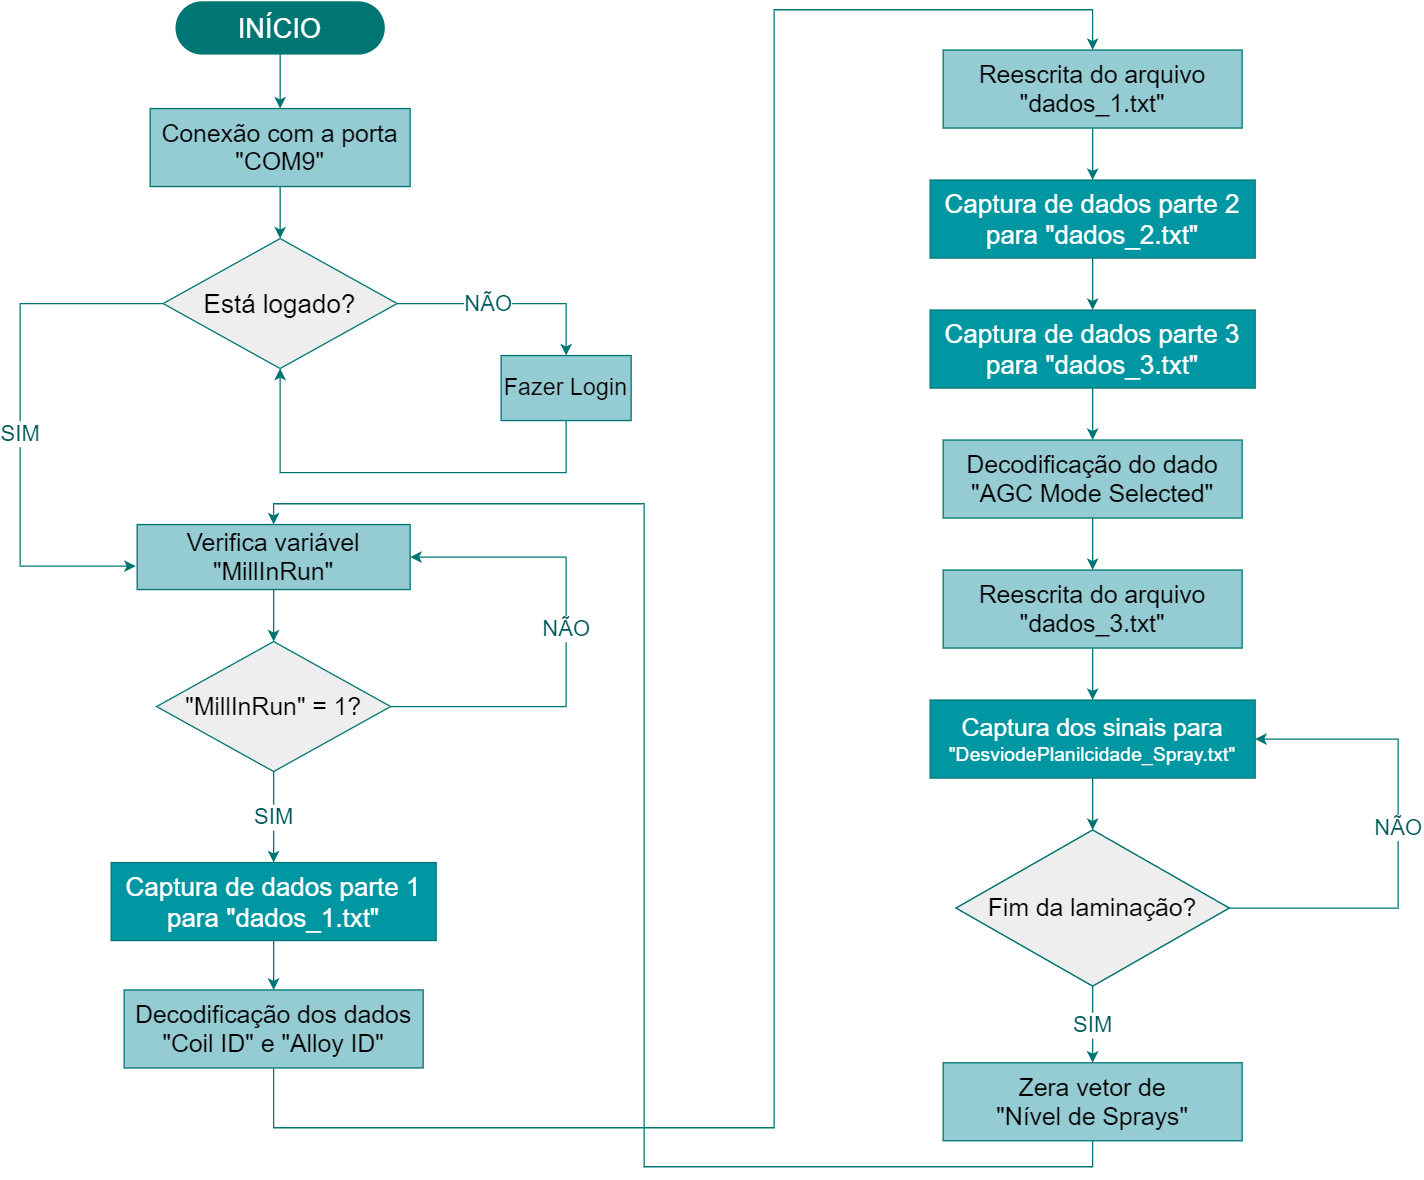 INÍCIO
Conexão com a porta
"COM9"
Está logado?
NÃO
Fazer Login
SIM
Verifica variável
"MillInRun"
NÃO
"MillInRun" = 1?
SIM
Captura de dados parte 1
para "dados_1.txt"
Decodificação dos dados
"Coil ID" e "Alloy ID"
Reescrita do arquivo
"dados_1.txt"
Captura de dados parte 2
para "dados_2.txt"
Captura de dados parte 3
para "dados_3.txt"
Decodificação do dado
"AGC Mode Selected"
Reescrita do arquivo
"dados_3.txt"
Captura dos sinais para
"DesviodePlanilcidade_Spray.txt"
NÃO
Fim da laminação?
SIM
Zera vetor de
"Nível de Sprays"